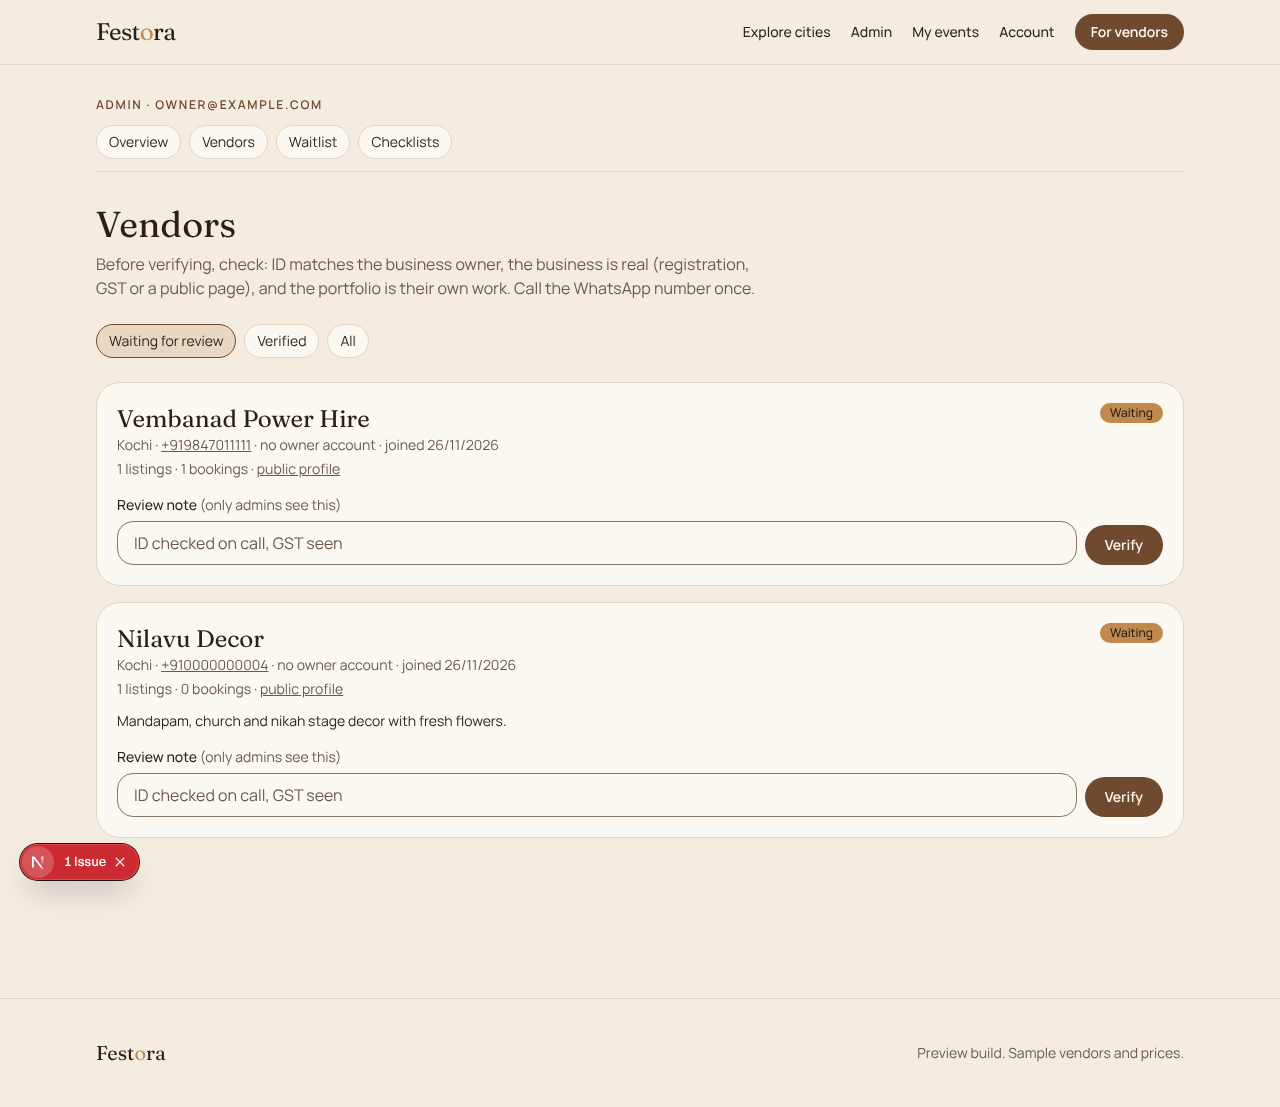 Festora
Explore cities
Admin
My events
Account
For vendors
ADMIN · OWNER@EXAMPLE.COM
Overview
Vendors
Waitlist
Checklists
Vendors
Before verifying, check: ID matches the business owner, the business is real (registration,
GST or a public page), and the portfolio is their own work. Call the WhatsApp number once.
Waiting for review
Verified
All
Vembanad Power Hire
Waiting
Kochi · +919847011111 · no owner account · joined 26/11/2026
1 listings · 1 bookings · public profile
Review note (only admins see this)
ID checked on call, GST seen
Verify
Nilavu Decor
Waiting
Kochi · +910000000004 · no owner account · joined 26/11/2026
1 listings · 0 bookings · public profile
Mandapam, church and nikah stage decor with fresh flowers.
Review note (only admins see this)
ID checked on call, GST seen
Verify
N
1 Issue
Festora
Preview build. Sample vendors and prices.